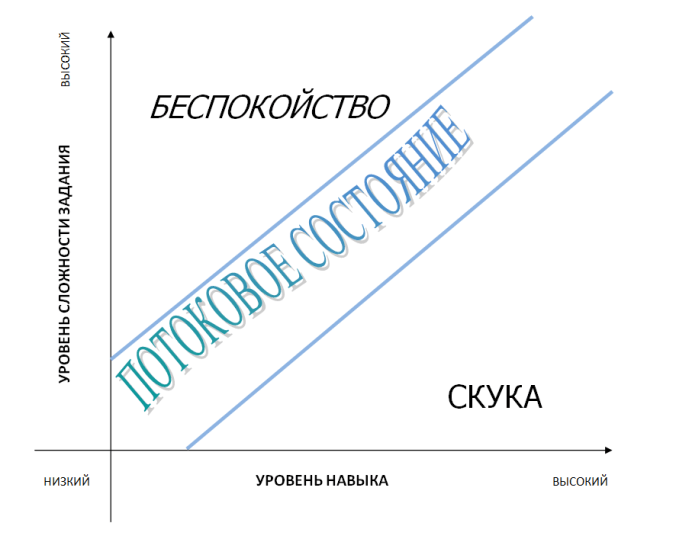 ВЫСОКИЙ
БЕСПОКОЙСТВО
УРОВЕНЬ СЛОЖНОСТИ ЗАДАНИЯ
ПОТОКОВОЕ СОСТОЯНИЕ
СКУКА
НИЗКИЙ
УРОВЕНЬ НАВЫКА
ВЫСОКИЙ